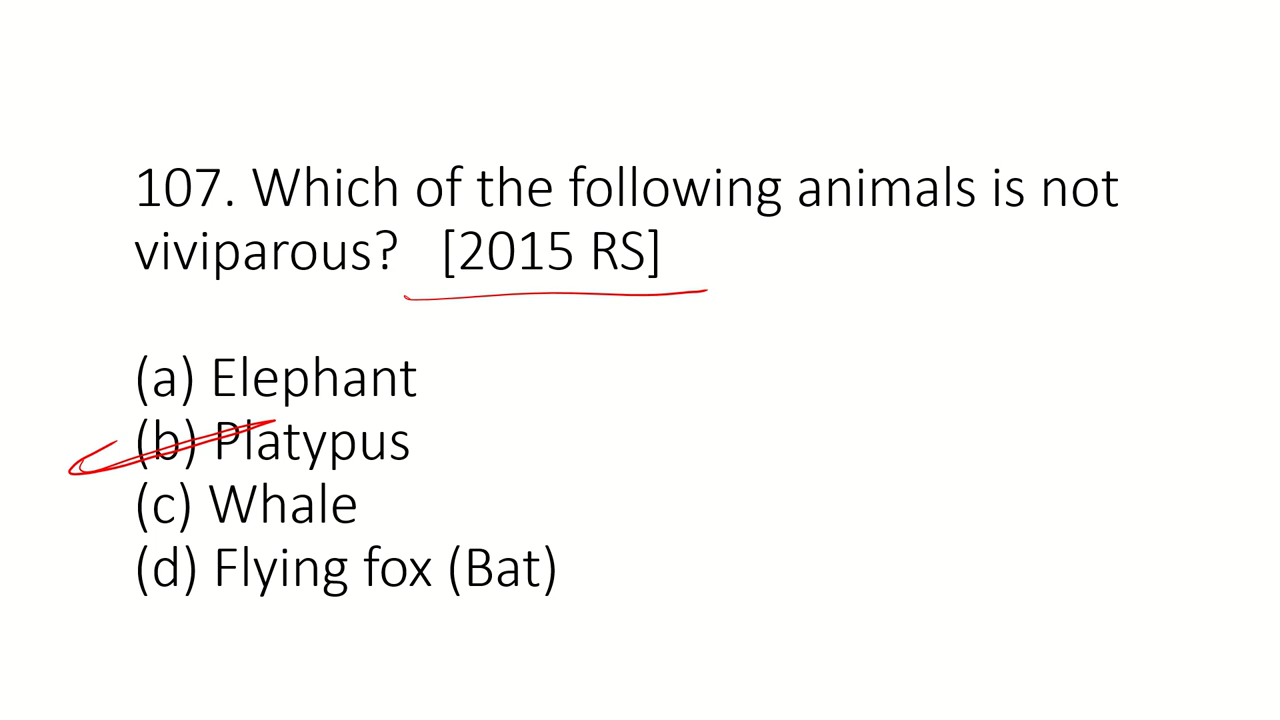 107. Which of the following animals is not
viviparous? [2015 RS]
(a) Elephant
(b) Platypus
(c) Whale
(d) Flying fox (Bat)